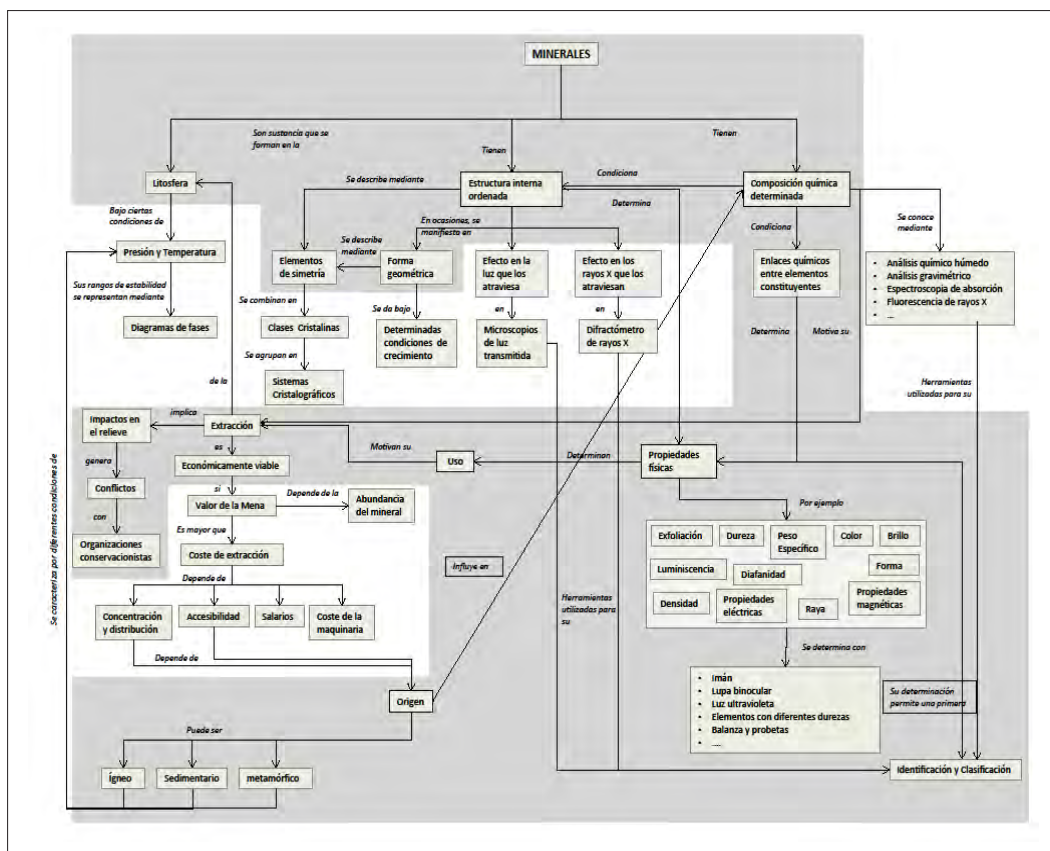 MINERALES
Son sustancia que se
forman en la
Tienen
Tienen
Litosfera
Se describe mediante
Estructura interna
ordenada
Condiciona
Determina
Composición química
determinada
Bajo ciertas
condiciones de
En ocasiones, se
manifiesta en
Condiciona
Se conoce
mediante
Presión y Temperatura
Elementos
de simetría
Se describe
mediante
Forma
geométrica
Efecto en la
luz que los
atraviesa
Efecto en los
rayos X que los
atraviesan
Enlaces químicos
entre elementos
constituyentes
• Análisis químico húmedo
• Análisis gravimétrico
• Espectroscopia de absorción
• Fluorescencia de rayos X
• ...
Sus rangos de estabilidad
se representan mediante
Se combinan en
Se da bajo
en
en
Diagramas de fases
Clases Cristalinas
Determinadas
condiciones de
crecimiento
Microscopios
de luz
transmitida
Difractómetro
de rayos X
Determina
Motiva su
Se agrupan en
Sistemas
Cristalográficos
de la
Herramientas
utilizadas para su
Impactos en
el relieve
implica
Extracción
es
Motivan su
Uso
Determinan
Propiedades
físicas
genera
Económicamente viable
Conflictos
si
Valor de la Mena
Depende de la
Abundancia
del mineral
Por ejemplo
con
Es mayor que
Organizaciones
conservacionistas
Coste de extracción
Exfoliación
Dureza
Peso
Específico
Color
Brillo
Luminiscencia
Diafanidad
Forma
Densidad
Propiedades
eléctricas
Raya
Propiedades
magnéticas
Se caracteriza por diferentes condiciones de
Depende de
Influye en
Concentración
y distribución
Accesibilidad
Salarios
Coste de la
maquinaria
Herramientas
utilizadas para
su
Depende de
Se determina con
Origen
• Imán
• Lupa binocular
• Luz ultravioleta
• Elementos con diferentes durezas
• Balanza y probetas
• ....
Su determinación
permite una primera
Puede ser
Ígneo
Sedimentario
metamórfico
Identificación y Clasificación